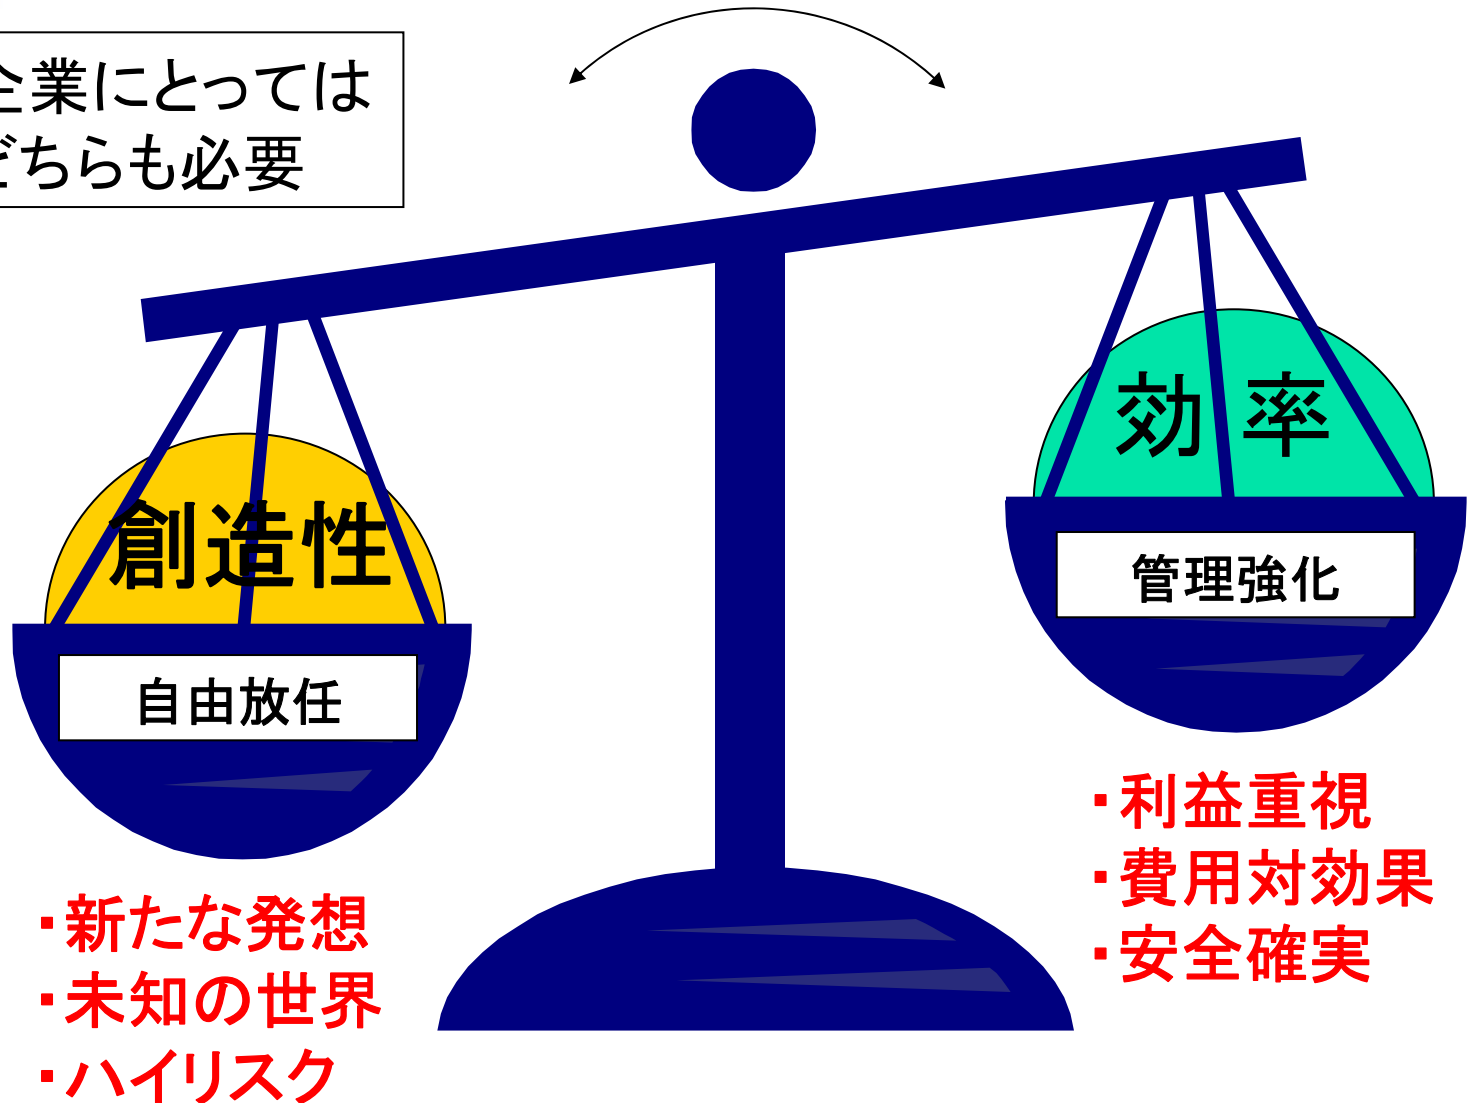 企業にとっては
どちらも必要
効 率
創造性
管理強化
自由放任
・利益重視
・費用対効果
・安全確実
・新たな発想
・未知の世界
・ハイリスク